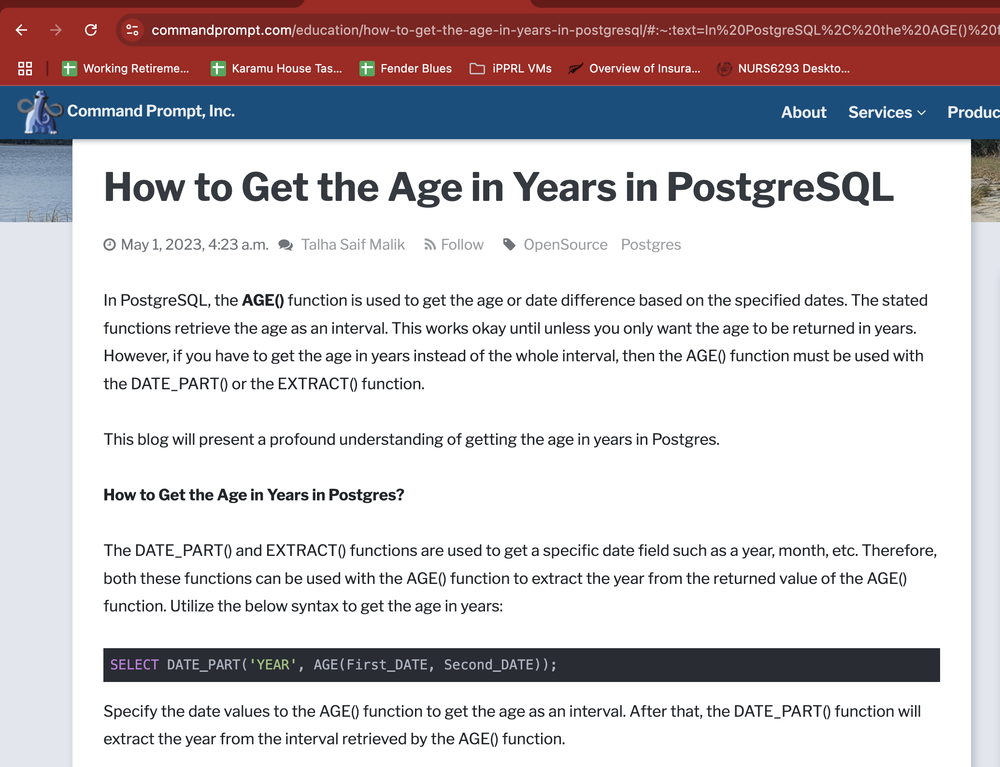 commandprompt.com/education/how-to-get-the-age-in-years-in-postgresql/#:~:text=In%20PostgreSQL%2C%20the%20AGE()%20f
Working Retireme...
Karamu House Tas...
Fender Blues
iPPRL VMs
Overview of Insura...
NURS6293 Deskto...
Command Prompt, Inc.
About
Services
Produc
How to Get the Age in Years in PostgreSQL
May 1, 2023, 4:23 a.m. Talha Saif Malik Follow OpenSource Postgres
In PostgreSQL, the AGE() function is used to get the age or date difference based on the specified dates. The stated
functions retrieve the age as an interval. This works okay until unless you only want the age to be returned in years.
However, if you have to get the age in years instead of the whole interval, then the AGE() function must be used with
the DATE_PART() or the EXTRACT() function.
This blog will present a profound understanding of getting the age in years in Postgres.
How to Get the Age in Years in Postgres?
The DATE_PART() and EXTRACT() functions are used to get a specific date field such as a year, month, etc. Therefore,
both these functions can be used with the AGE() function to extract the year from the returned value of the AGE()
function. Utilize the below syntax to get the age in years:
SELECT DATE_PART('YEAR', AGE(First_DATE, Second_DATE));
Specify the date values to the AGE() function to get the age as an interval. After that, the DATE_PART() function will
extract the year from the interval retrieved by the AGE() function.